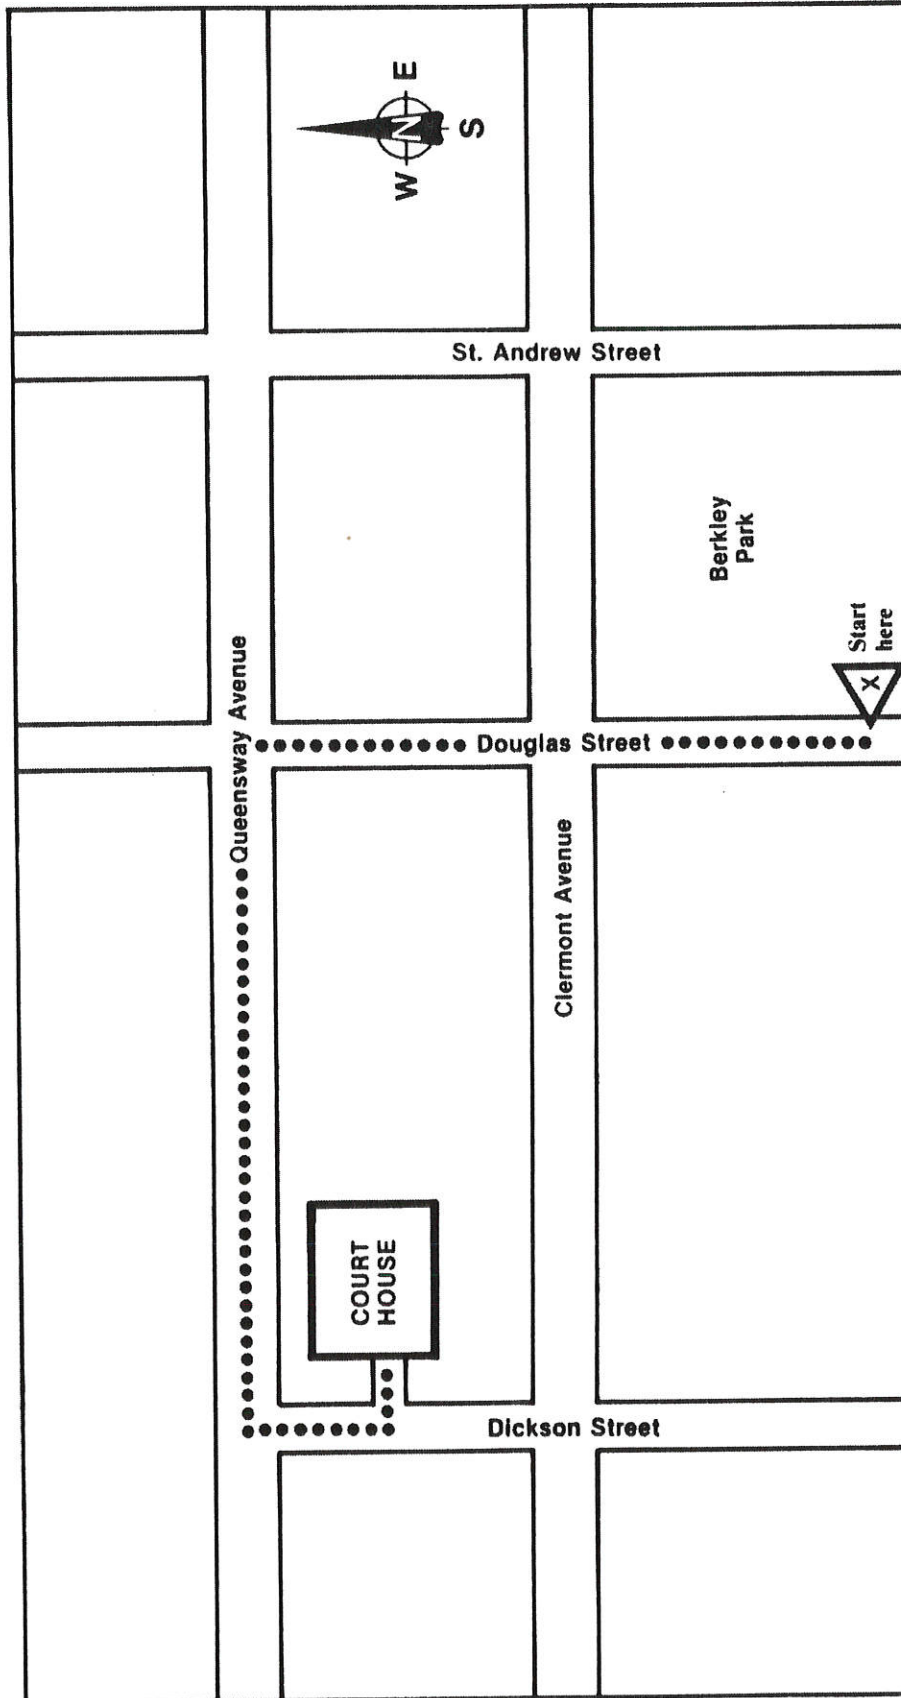 E
N
W
S
St. Andrew Street
Berkley
Park
Start
here
X
Queensway Avenue
Douglas Street
Clermont Avenue
COURT
HOUSE
Dickson Street